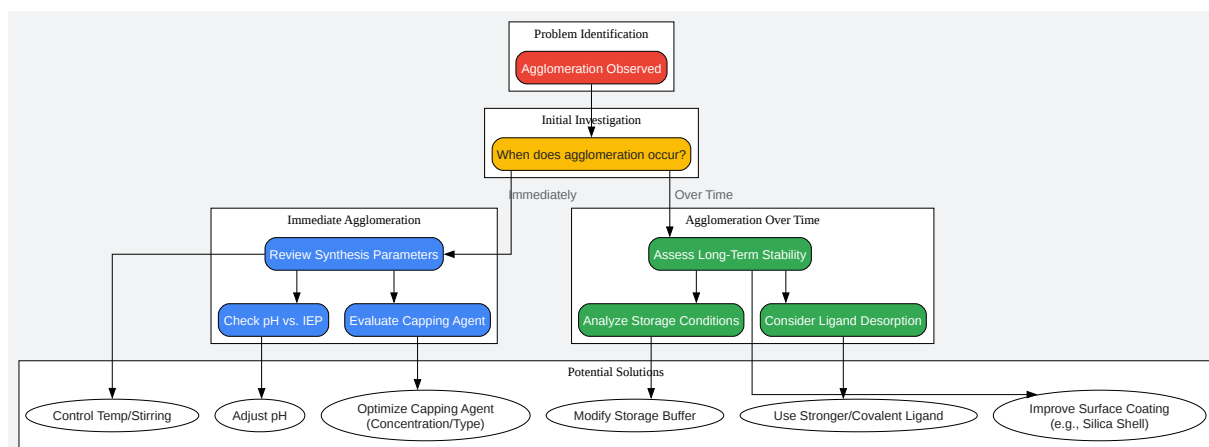 Problem Identification
Agglomeration Observed
Initial Investigation
When does agglomeration occur?
Immediately
Over Time
Immediate Agglomeration
Agglomeration Over Time
Review Synthesis Parameters
Assess Long-Term Stability
Check pH vs. IEP
Evaluate Capping Agent
Analyze Storage Conditions
Consider Ligand Desorption
Potential Solutions
Control Temp/Stirring
Adjust pH
Optimize Capping Agent
(Concentration/Type)
Modify Storage Buffer
Use Stronger/Covalent Ligand
Improve Surface Coating
(e.g., Silica Shell)